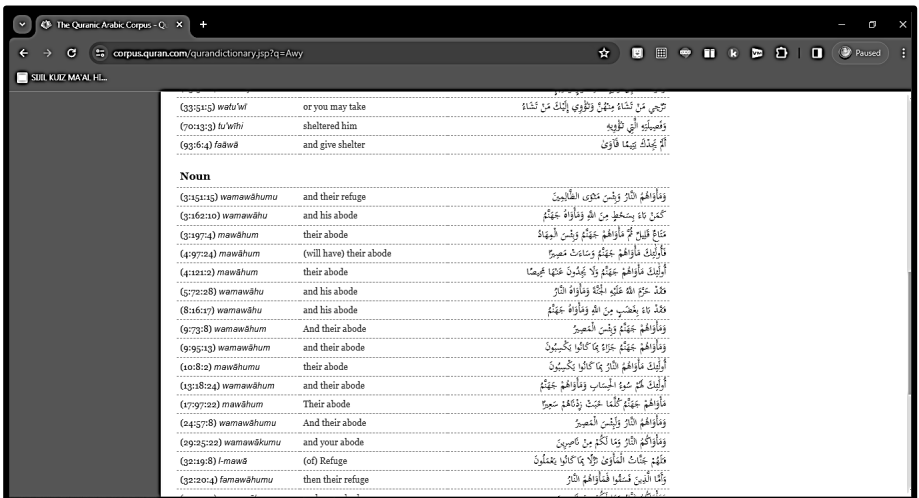 The Quranic Arabic Corpus - Q
corpus.quran.com/qurandictionary.jsp?q=Awy
Paused
SIJIL KUIZ MA'AL HI...
(33:51:5) watu'wī or you may take تُرْجِي مَنْ تَشَاءُ مِنْهُنَّ وَتُؤْوِي إِلَيْكَ مَنْ تَشَاءُ
(70:13:3) tu'wīhi sheltered him وَفَصِيلَتِهِ الَّتِي تُؤْوِيهِ
(93:6:4) faāwā and give shelter أَلَمْ يَجِدْكَ يَتِيمًا فَآوَىٰ
Noun
(3:151:15) wamawāhumu and their refuge وَمَأْوَاهُمُ النَّارُ وَبِئْسَ مَثْوَى الظَّالِمِينَ
(3:162:10) wamawāhu and his abode كَمَنْ بَاءَ بِسَخَطٍ مِنَ اللَّهِ وَمَأْوَاهُ جَهَنَّمُ
(3:197:4) mawāhum their abode مَتَاعٌ قَلِيلٌ ثُمَّ مَأْوَاهُمْ جَهَنَّمُ وَبِئْسَ الْمِهَادُ
(4:97:24) mawāhum (will have) their abode فَأُولَٰئِكَ مَأْوَاهُمْ جَهَنَّمُ وَسَاءَتْ مَصِيرًا
(4:121:2) mawāhum their abode أُولَٰئِكَ مَأْوَاهُمْ جَهَنَّمُ وَلَا يَجِدُونَ عَنْهَا مَحِيصًا
(5:72:28) wamawāhu and his abode فَقَدْ حَرَّمَ اللَّهُ عَلَيْهِ الْجَنَّةَ وَمَأْوَاهُ النَّارُ
(8:16:17) wamawāhu and his abode فَقَدْ بَاءَ بِغَضَبٍ مِنَ اللَّهِ وَمَأْوَاهُ جَهَنَّمُ
(9:73:8) wamawāhum And their abode وَمَأْوَاهُمْ جَهَنَّمُ وَبِئْسَ الْمَصِيرُ
(9:95:13) wamawāhum and their abode وَمَأْوَاهُمْ جَهَنَّمُ جَزَاءً بِمَا كَانُوا يَكْسِبُونَ
(10:8:2) mawāhumu their abode أُولَٰئِكَ مَأْوَاهُمُ النَّارُ بِمَا كَانُوا يَكْسِبُونَ
(13:18:24) wamawāhum and their abode أُولَٰئِكَ لَهُمْ سُوءُ الْحِسَابِ وَمَأْوَاهُمْ جَهَنَّمُ
(17:97:22) mawāhum Their abode مَأْوَاهُمْ جَهَنَّمُ كُلَّمَا خَبَتْ زِدْنَاهُمْ سَعِيرًا
(24:57:8) wamawāhumu And their abode وَمَأْوَاهُمُ النَّارُ وَلَبِئْسَ الْمَصِيرُ
(29:25:22) wamawākumu and your abode وَمَأْوَاكُمُ النَّارُ وَمَا لَكُمْ مِنْ نَاصِرِينَ
(32:19:8) l-mawā (of) Refuge فَلَهُمْ جَنَّاتُ الْمَأْوَىٰ نُزُلًا بِمَا كَانُوا يَعْمَلُونَ
(32:20:4) famawāhumu then their refuge وَأَمَّا الَّذِينَ فَسَقُوا فَمَأْوَاهُمُ النَّارُ